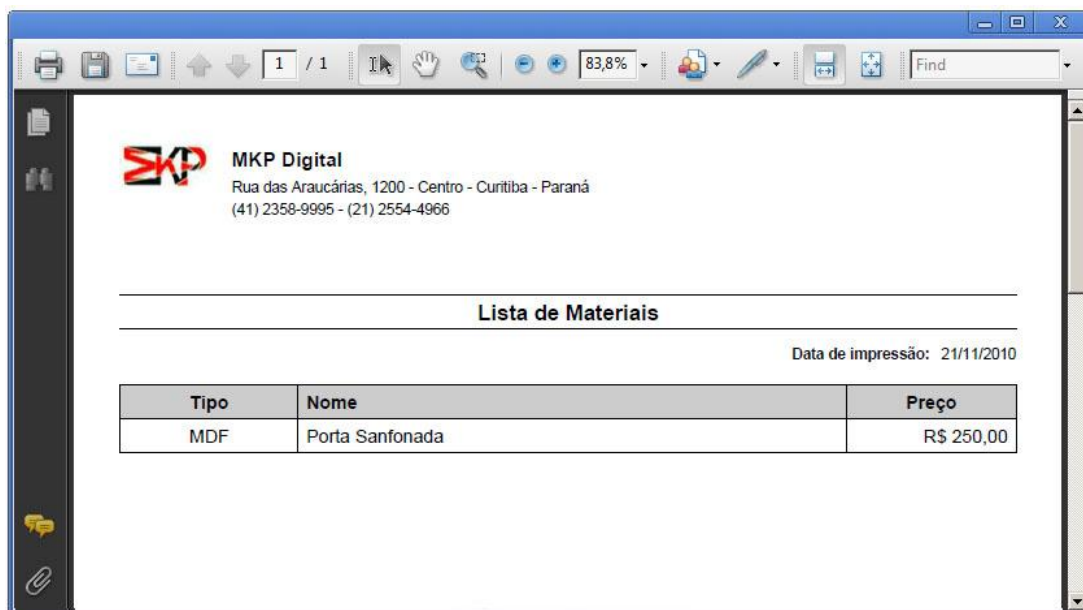 1 / 1 83,8% Find
MKP
MKP Digital
Rua das Araucárias, 1200 - Centro - Curitiba - Paraná
(41) 2358-9995 - (21) 2554-4966
Lista de Materiais
Data de impressão: 21/11/2010
Tipo Nome Preço
MDF Porta Sanfonada R$ 250,00